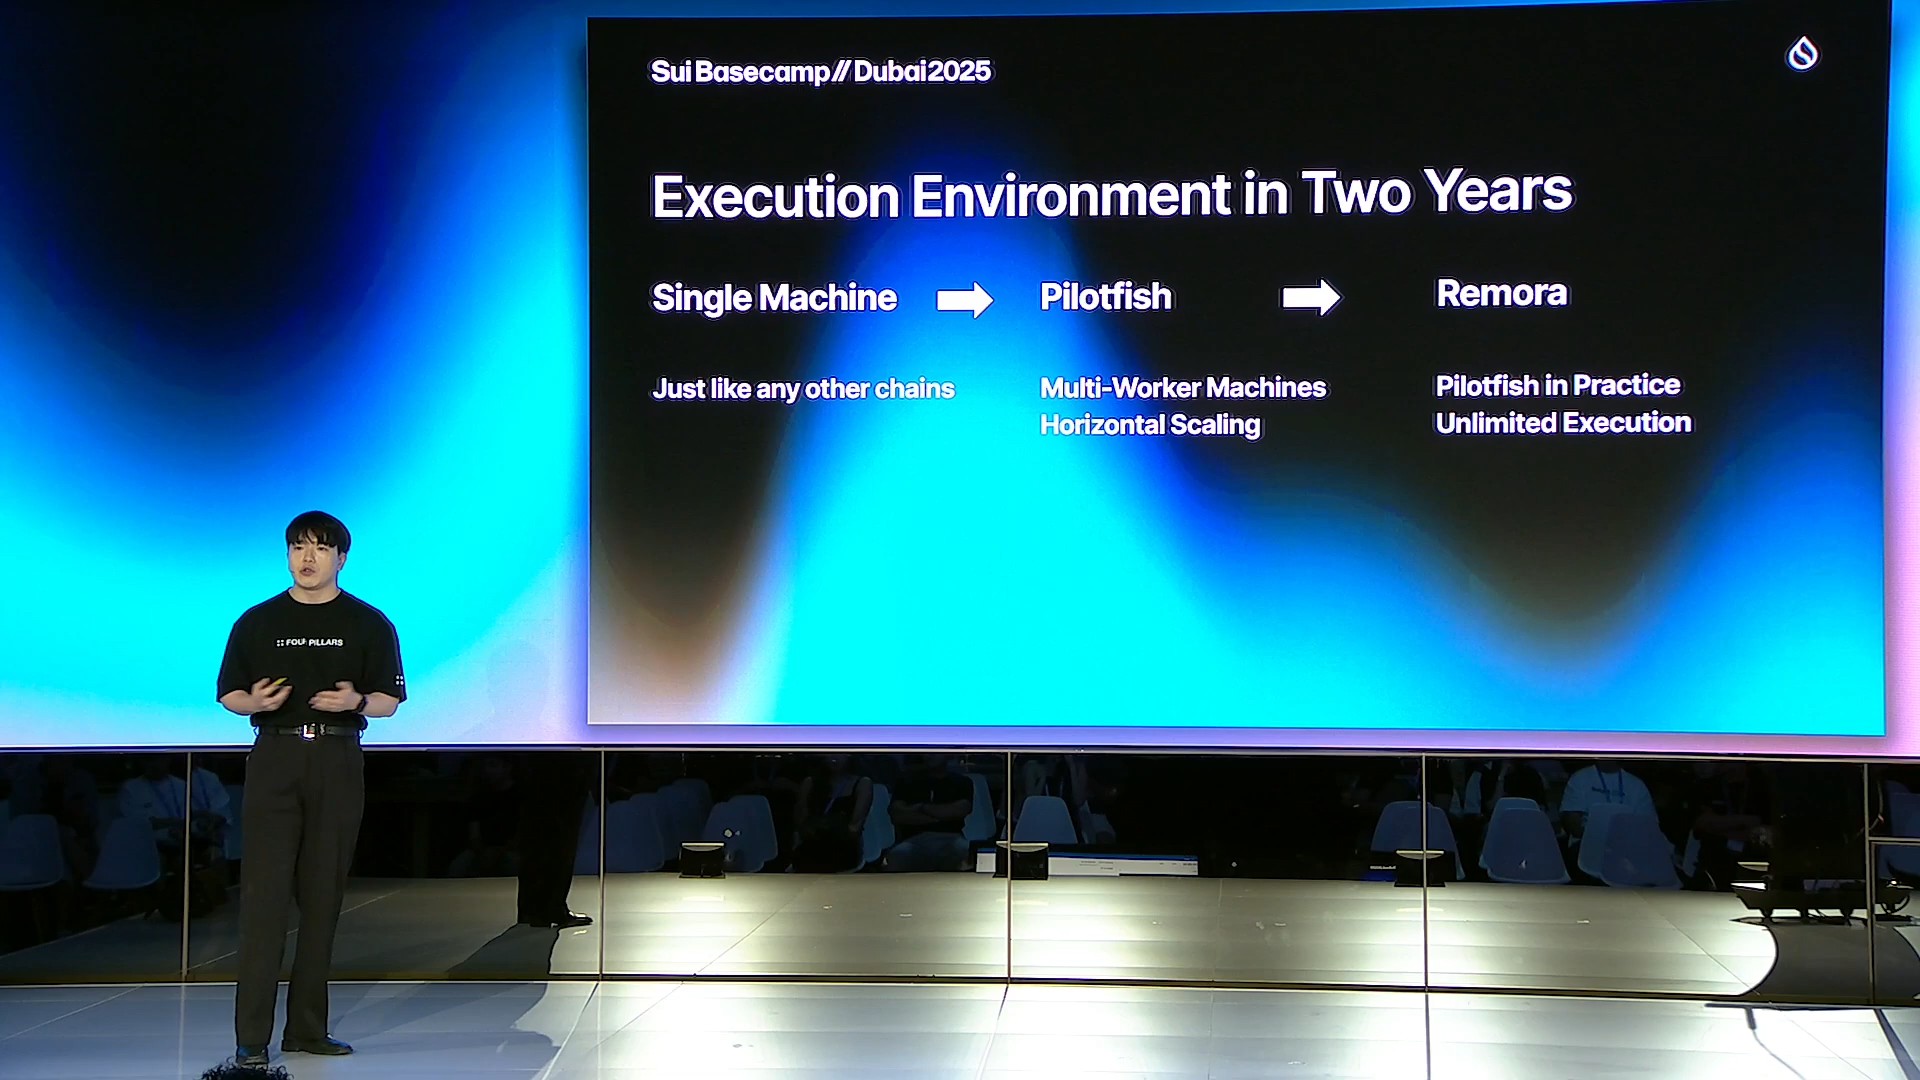 Sui Basecamp // Dubai 2025
Execution Environment in Two Years
Single Machine
Pilotfish
Remora
Just like any other chains
Multi-Worker Machines
Horizontal Scaling
Pilotfish in Practice
Unlimited Execution
FOUR PILLARS